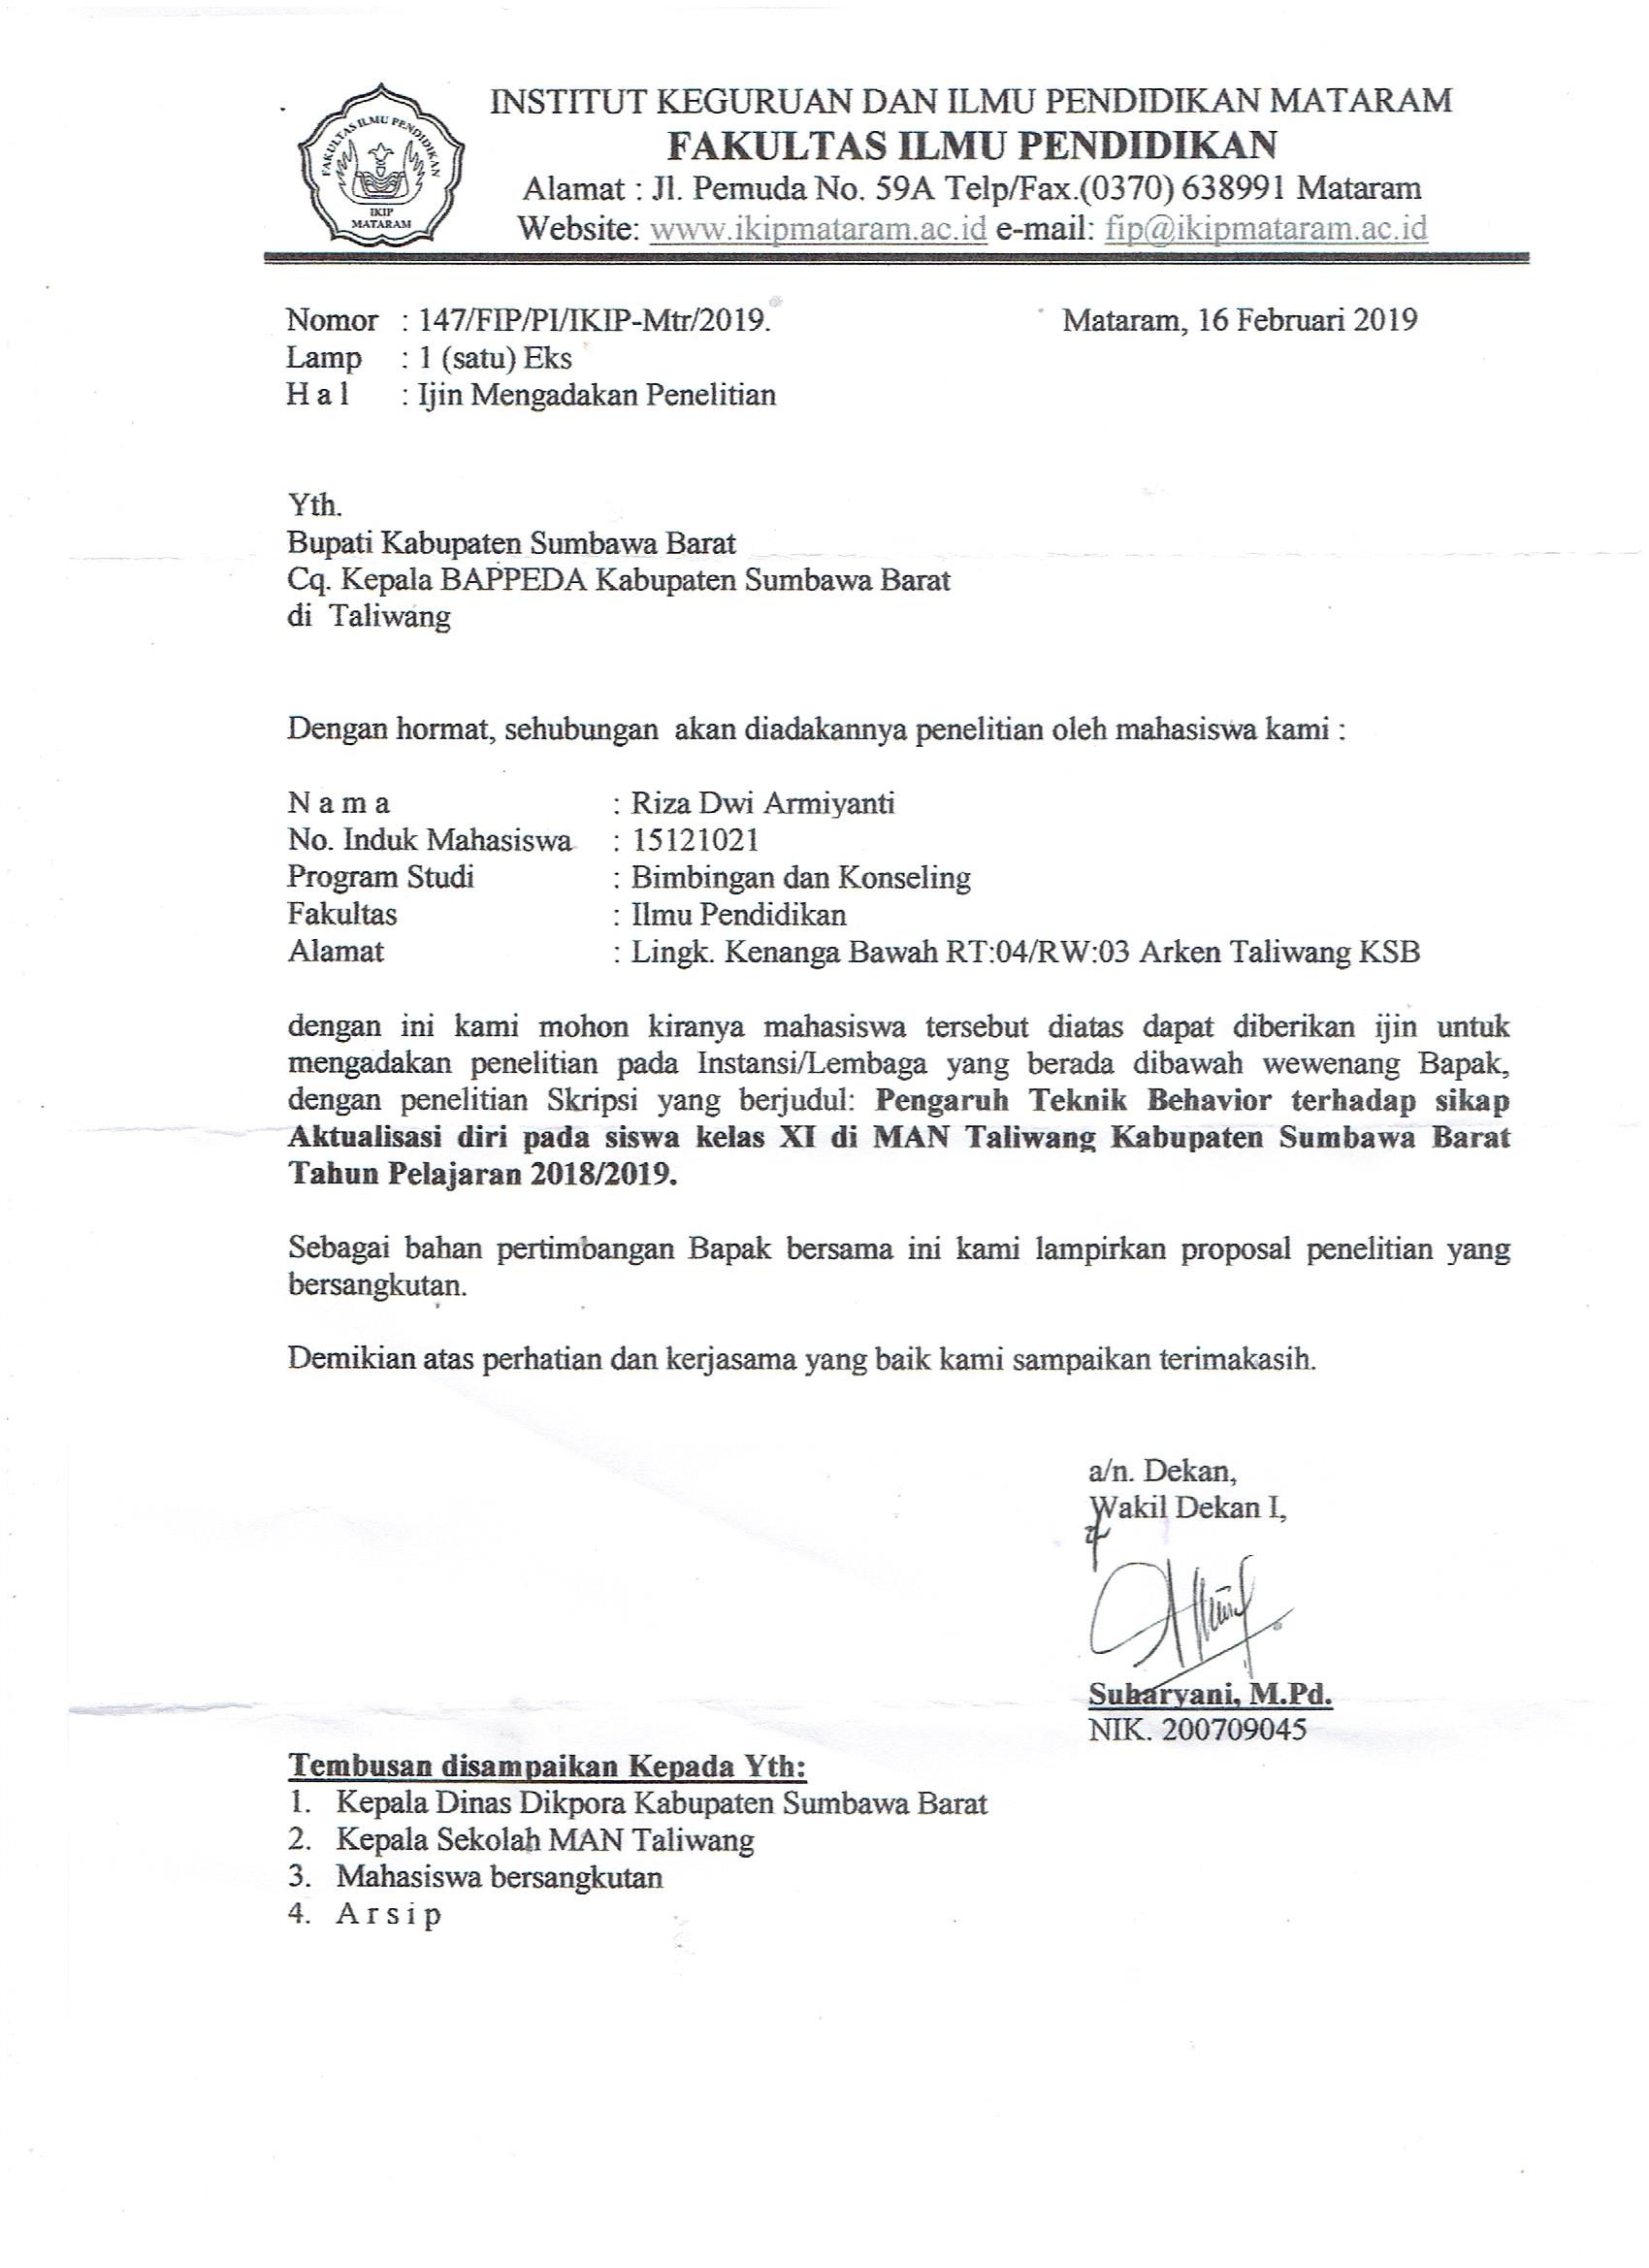 FAKULTAS ILMU PENDIDIKAN
IKIP
MATARAM
INSTITUT KEGURUAN DAN ILMU PENDIDIKAN MATARAM
FAKULTAS ILMU PENDIDIKAN
Alamat : Jl. Pemuda No. 59A Telp/Fax.(0370) 638991 Mataram
Website: www.ikipmataram.ac.id e-mail: fip@ikipmataram.ac.id
Nomor : 147/FIP/PI/IKIP-Mtr/2019. Mataram, 16 Februari 2019
Lamp : 1 (satu) Eks
H a l : Ijin Mengadakan Penelitian
Yth.
Bupati Kabupaten Sumbawa Barat
Cq. Kepala BAPPEDA Kabupaten Sumbawa Barat
di Taliwang
Dengan hormat, sehubungan akan diadakannya penelitian oleh mahasiswa kami :
N a m a : Riza Dwi Armiyanti
No. Induk Mahasiswa : 15121021
Program Studi : Bimbingan dan Konseling
Fakultas : Ilmu Pendidikan
Alamat : Lingk. Kenanga Bawah RT:04/RW:03 Arken Taliwang KSB
dengan ini kami mohon kiranya mahasiswa tersebut diatas dapat diberikan ijin untuk
mengadakan penelitian pada Instansi/Lembaga yang berada dibawah wewenang Bapak,
dengan penelitian Skripsi yang berjudul: Pengaruh Teknik Behavior terhadap sikap
Aktualisasi diri pada siswa kelas XI di MAN Taliwang Kabupaten Sumbawa Barat
Tahun Pelajaran 2018/2019.
Sebagai bahan pertimbangan Bapak bersama ini kami lampirkan proposal penelitian yang
bersangkutan.
Demikian atas perhatian dan kerjasama yang baik kami sampaikan terimakasih.
a/n. Dekan,
Wakil Dekan I,
Suharyani, M.Pd.
NIK. 200709045
Tembusan disampaikan Kepada Yth:
1. Kepala Dinas Dikpora Kabupaten Sumbawa Barat
2. Kepala Sekolah MAN Taliwang
3. Mahasiswa bersangkutan
4. A r s i p